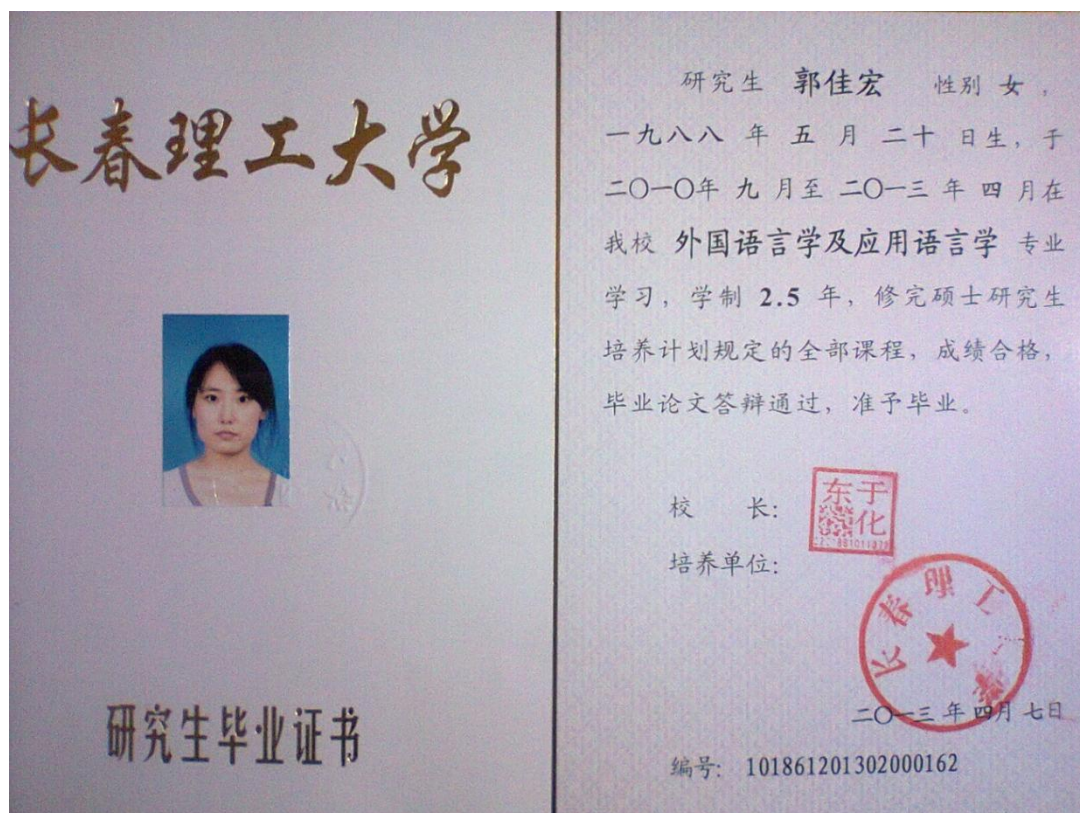 长春理工大学
研究生毕业证书
研究生 郭佳宏 性别 女，
一九八八 年 五 月 二十 日生，于
二〇一〇年 九 月至 二〇一三 年 四 月在
我校 外国语言学及应用语言学 专业
学习，学制 2.5 年，修完硕士研究生
培养计划规定的全部课程，成绩合格，
毕业论文答辩通过，准予毕业。
校 长：
于化东
培养单位：
长春理工
二〇一三 年 四月 七日
编号： 101861201302000162